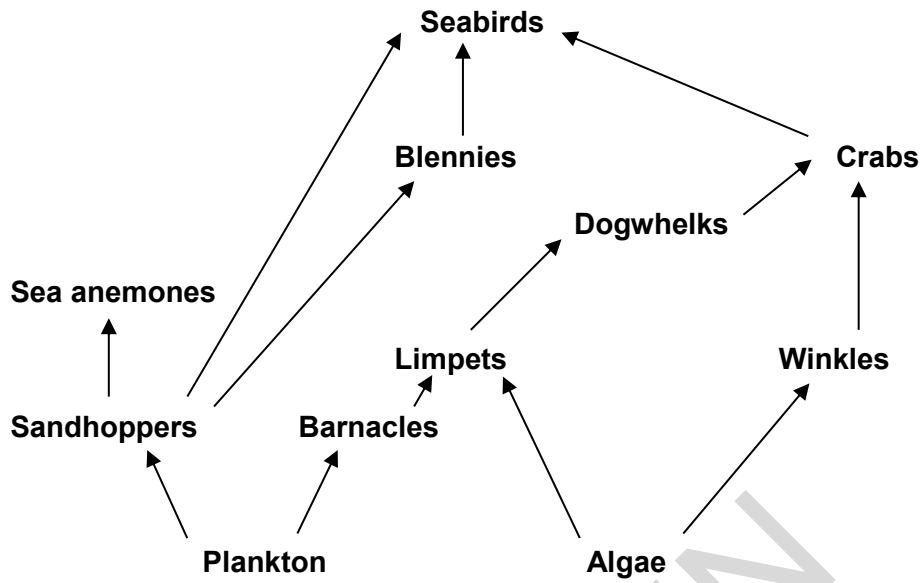 Seabirds
Blennies
Crabs
Dogwhelks
Sea anemones
Limpets
Winkles
Sandhoppers
Barnacles
Plankton
Algae